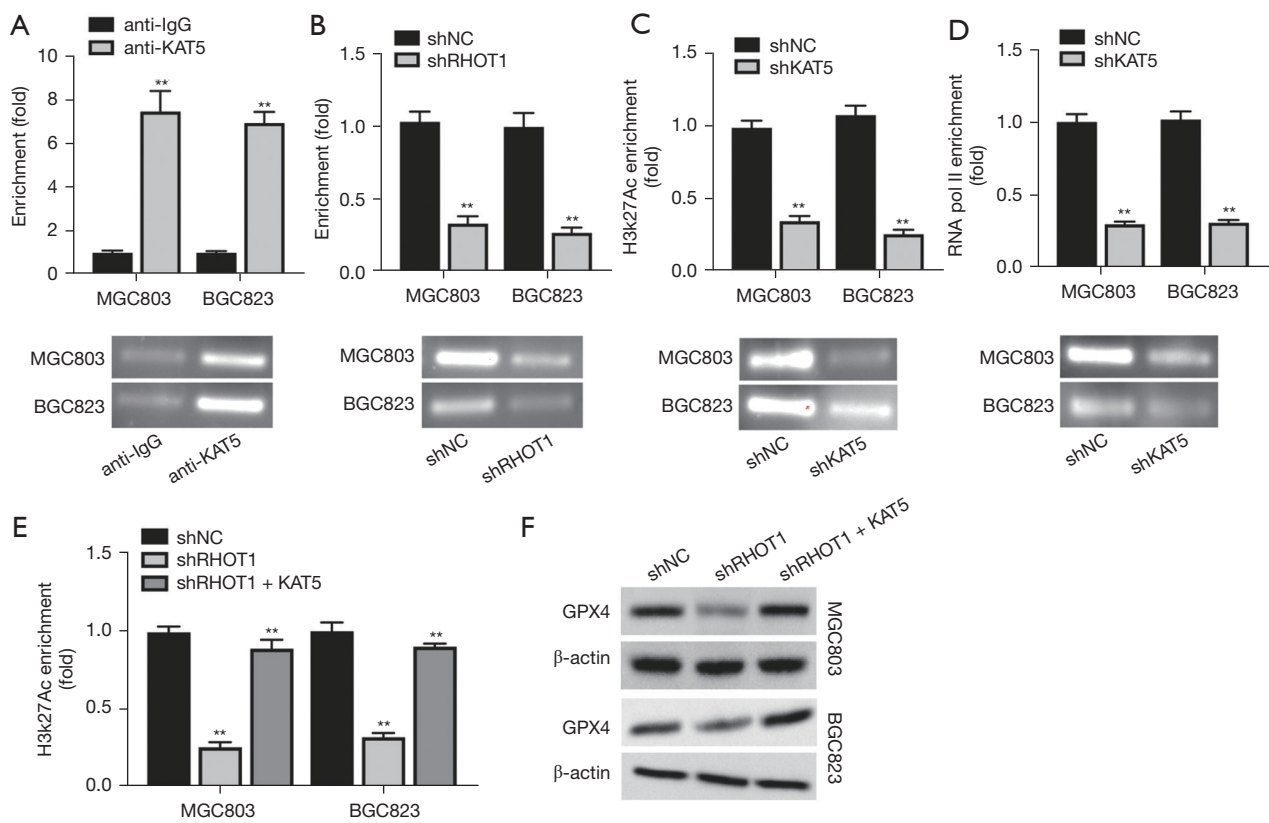 A
anti-IgG
anti-KAT5
Enrichment (fold)
10
8
6
4
2
0
**
**
MGC803
BGC823
MGC803
BGC823
anti-IgG
anti-KAT5
B
shNC
shRHOT1
Enrichment (fold)
1.5
1.0
0.5
0.0
**
**
MGC803
BGC823
MGC803
BGC823
shNC
shRHOT1
C
shNC
shKAT5
H3k27Ac enrichment
(fold)
1.5
1.0
0.5
0.0
**
**
MGC803
BGC823
MGC803
BGC823
shNC
shKAT5
D
shNC
shKAT5
RNA pol II enrichment
(fold)
1.5
1.0
0.5
0.0
**
**
MGC803
BGC823
MGC803
BGC823
shNC
shKAT5
E
shNC
shRHOT1
shRHOT1 + KAT5
H3k27Ac enrichment
(fold)
1.5
1.0
0.5
0.0
**
**
**
**
MGC803
BGC823
F
shNC
shRHOT1
shRHOT1 + KAT5
GPX4
β-actin
MGC803
GPX4
β-actin
BGC823